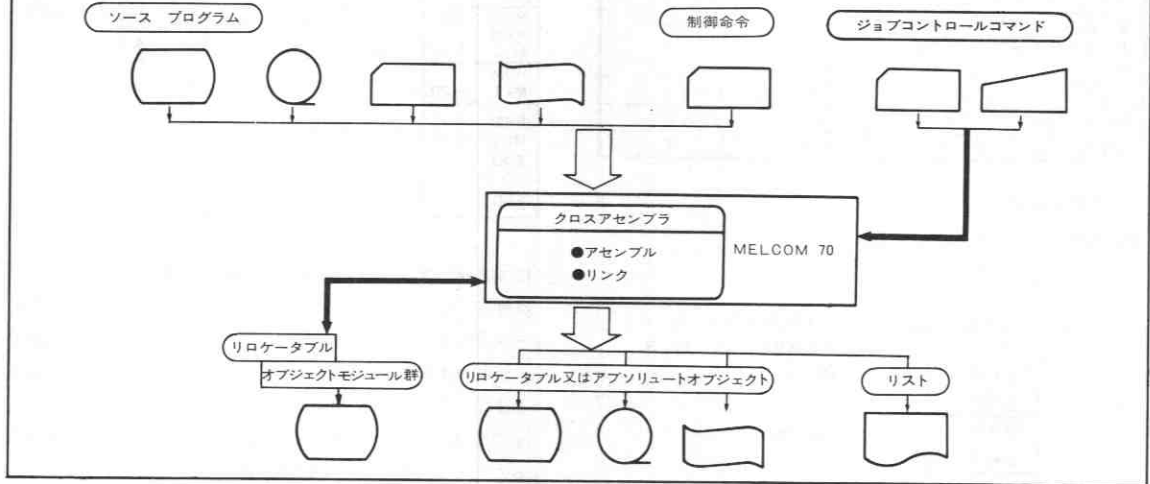 ソース プログラム
制御命令
ジョブコントロールコマンド
クロスアセンブラ
●アセンブル
●リンク
MELCOM 70
リロケータブル
オブジェクトモジュール群
リロケータブル又はアブソリュートオブジェクト
リスト